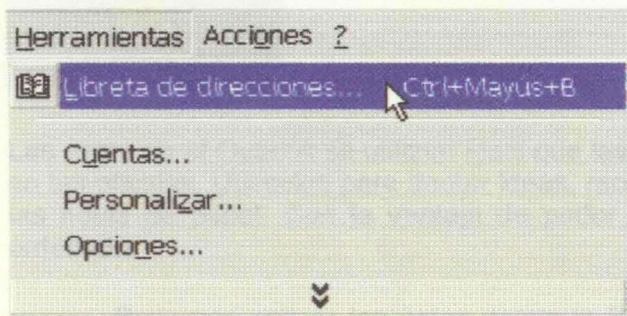 Herramientas Acciones ?
Libreta de direcciones... Ctrl+Mayús+B
Cuentas...
Personalizar...
Opciones...